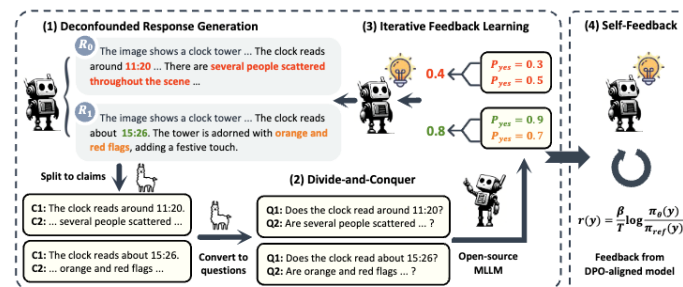 (1) Deconfounded Response Generation
R0
The image shows a clock tower ... The clock reads
around 11:20 ... There are several people scattered
throughout the scene ...
R1
The image shows a clock tower ... The clock reads
about 15:26. The tower is adorned with orange and
red flags, adding a festive touch.
Split to claims
C1: The clock reads around 11:20.
C2: ... several people scattered ...
C1: The clock reads about 15:26.
C2: ... orange and red flags ...
Convert to
questions
(2) Divide-and-Conquer
Q1: Does the clock read around 11:20?
Q2: Are several people scattered ... ?
Q1: Does the clock read about 15:26?
Q2: Are orange and red flags ... ?
Open-source
MLLM
(3) Iterative Feedback Learning
0.4
Pyes = 0.3
Pyes = 0.5
0.8
Pyes = 0.9
Pyes = 0.7
(4) Self-Feedback
r(y) = β/T log πθ(y)/πref(y)
Feedback from
DPO-aligned model